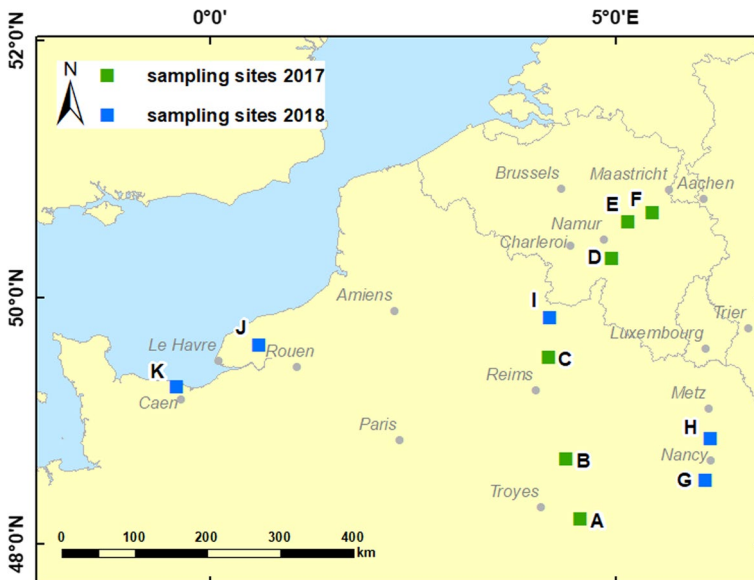 0°0'
5°0'E
52°0'N
N
sampling sites 2017
sampling sites 2018
Brussels
Maastricht
Aachen
E
F
Namur
Charleroi
D
50°0'N
Amiens
I
Trier
J
Luxembourg
Le Havre
Rouen
C
K
Reims
Caen
Metz
Paris
H
B
Nancy
G
Troyes
A
48°0'N
0 100 200 300 400
km